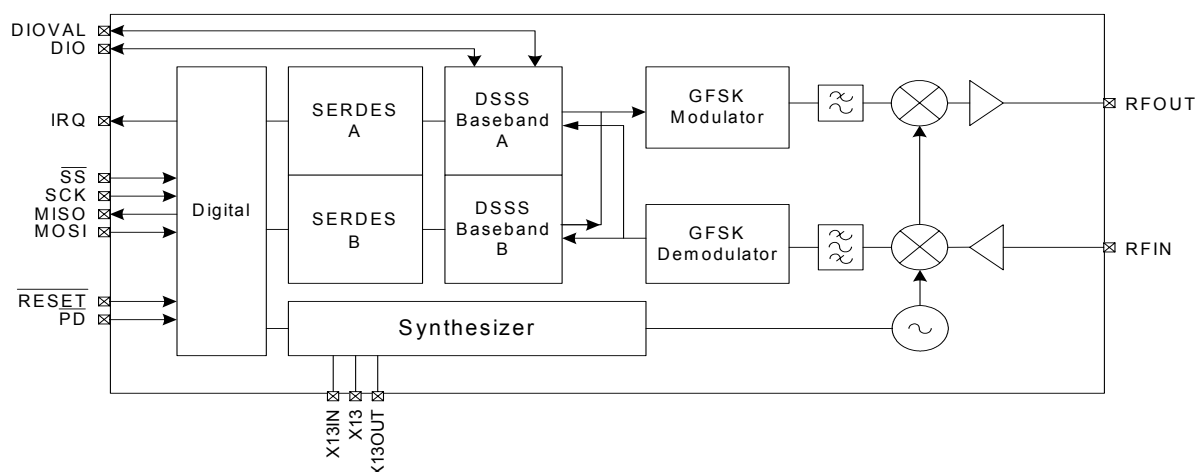 DIOVAL
DIO
IRQ
SS
SCK
MISO
MOSI
RESET
PD
Digital
SERDES
A
SERDES
B
DSSS
Baseband
A
DSSS
Baseband
B
GFSK
Modulator
GFSK
Demodulator
Synthesizer
RFOUT
RFIN
X13IN
X13
X13OUT